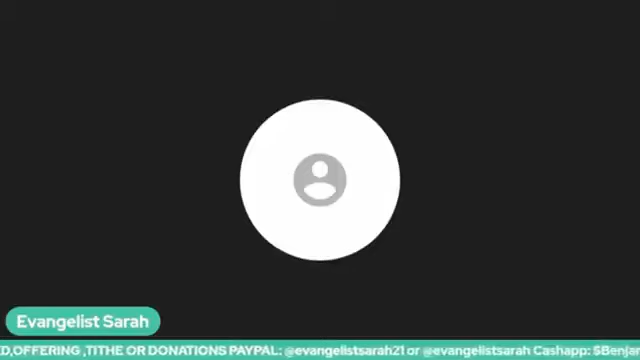 Evangelist Sarah
D,OFFERING ,TITHE OR DONATIONS PAYPAL: @evangelistsarah21 or @evangelistsarah Cashapp: